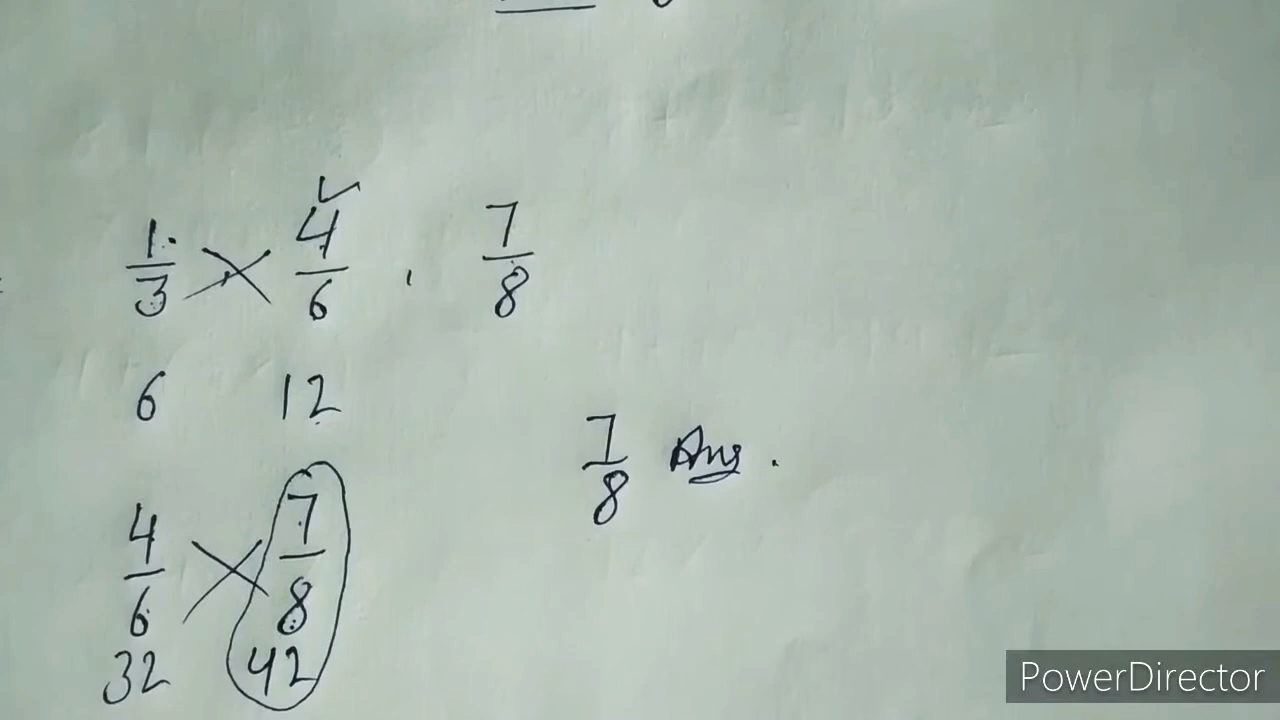 1/3 × 4/6 , 7/8
6 12
7/8 Ans.
4/6 × 7/8
32 42
PowerDirector